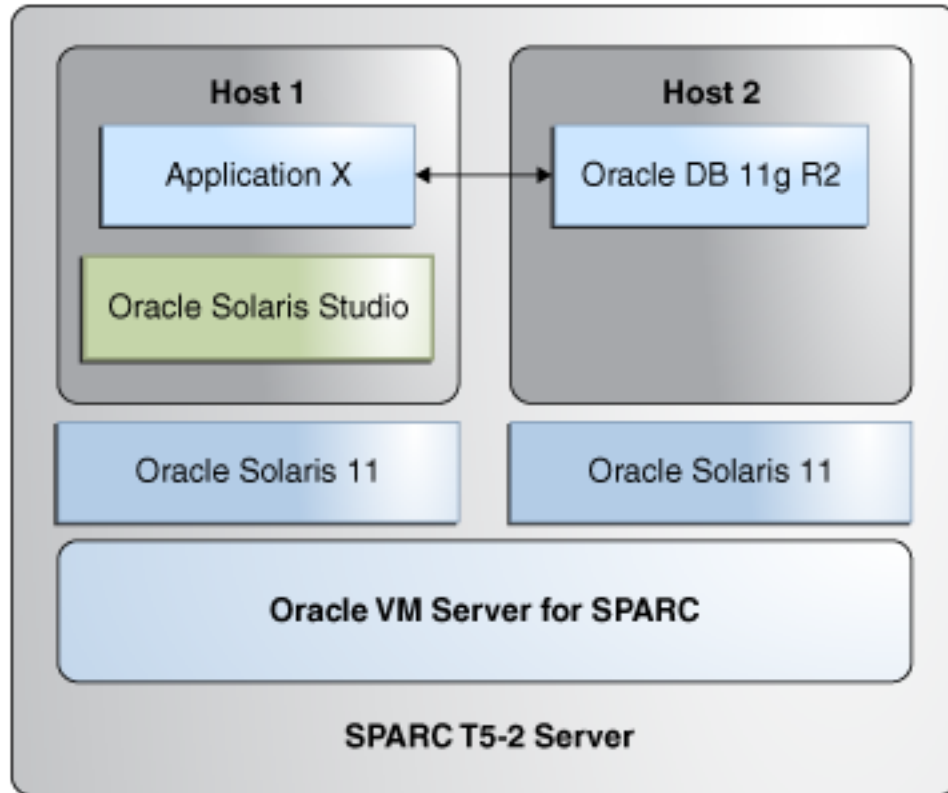 Host 1
Host 2
Application X
Oracle DB 11g R2
Oracle Solaris Studio
Oracle Solaris 11
Oracle Solaris 11
Oracle VM Server for SPARC
SPARC T5-2 Server